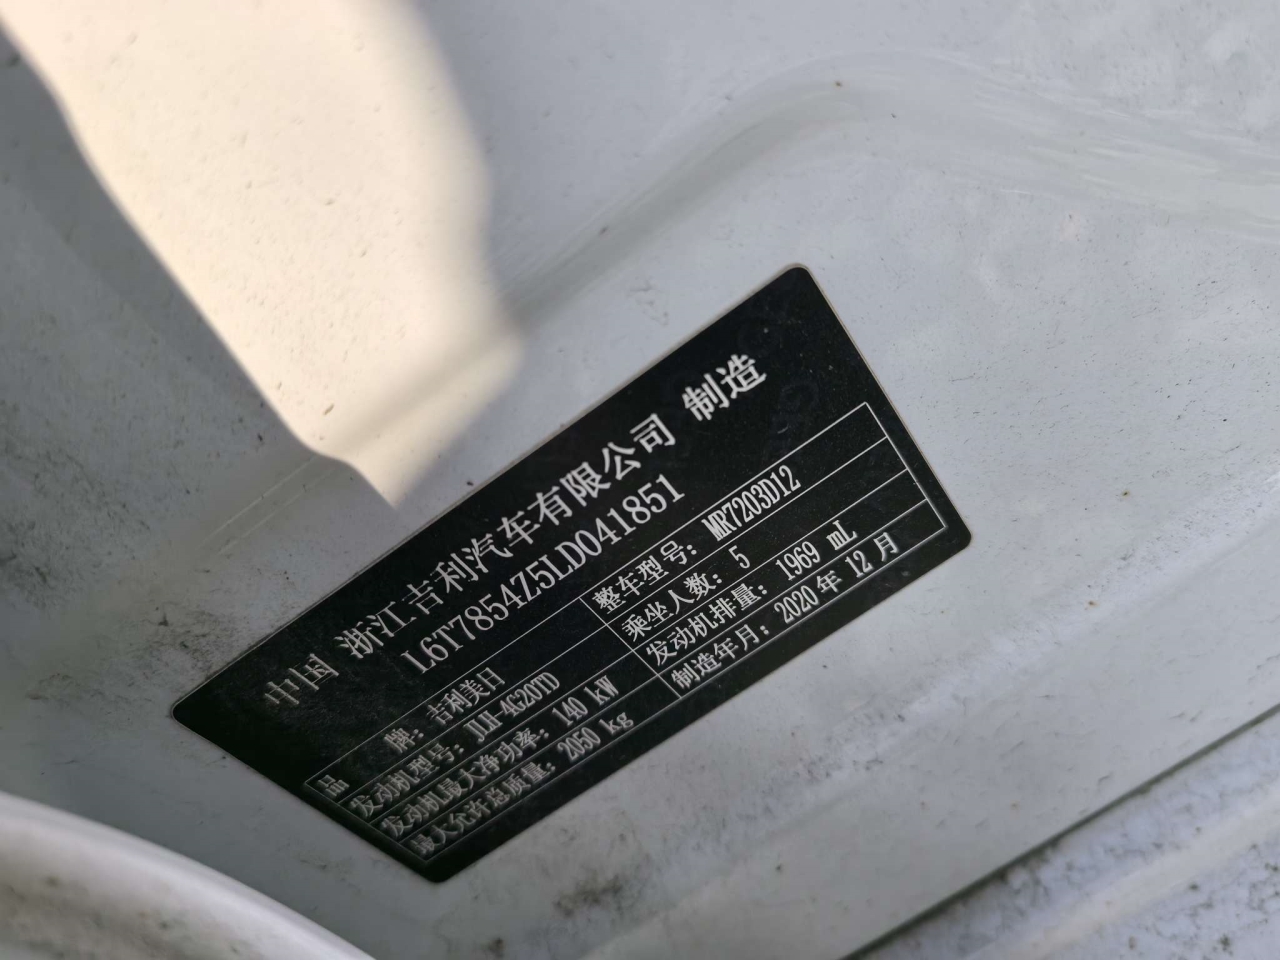 中国 浙江吉利汽车有限公司 制造
L6T7854Z5LD041851
品 牌: 吉利美日 整车型号: MR7203D12
发动机型号: JLH-4G20TD 乘坐人数: 5
发动机最大净功率: 140 kW 发动机排量: 1969 mL
最大允许总质量: 2050 kg 制造年月: 2020 年 12 月